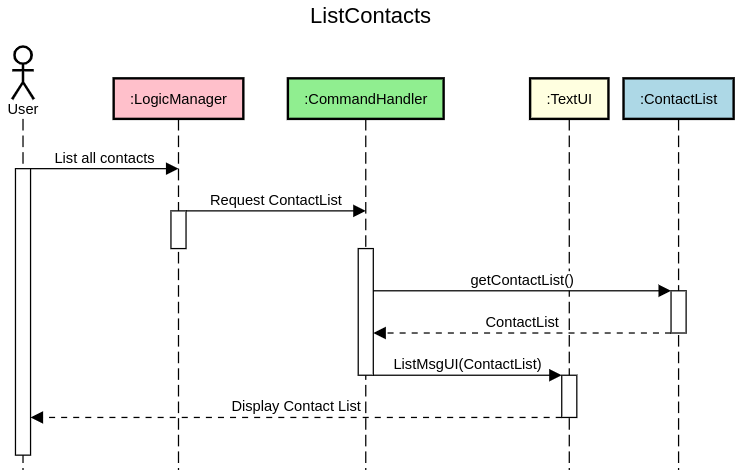 ListContacts
User
:LogicManager
:CommandHandler
:TextUI
:ContactList
List all contacts
Request ContactList
getContactList()
ContactList
ListMsgUI(ContactList)
Display Contact List